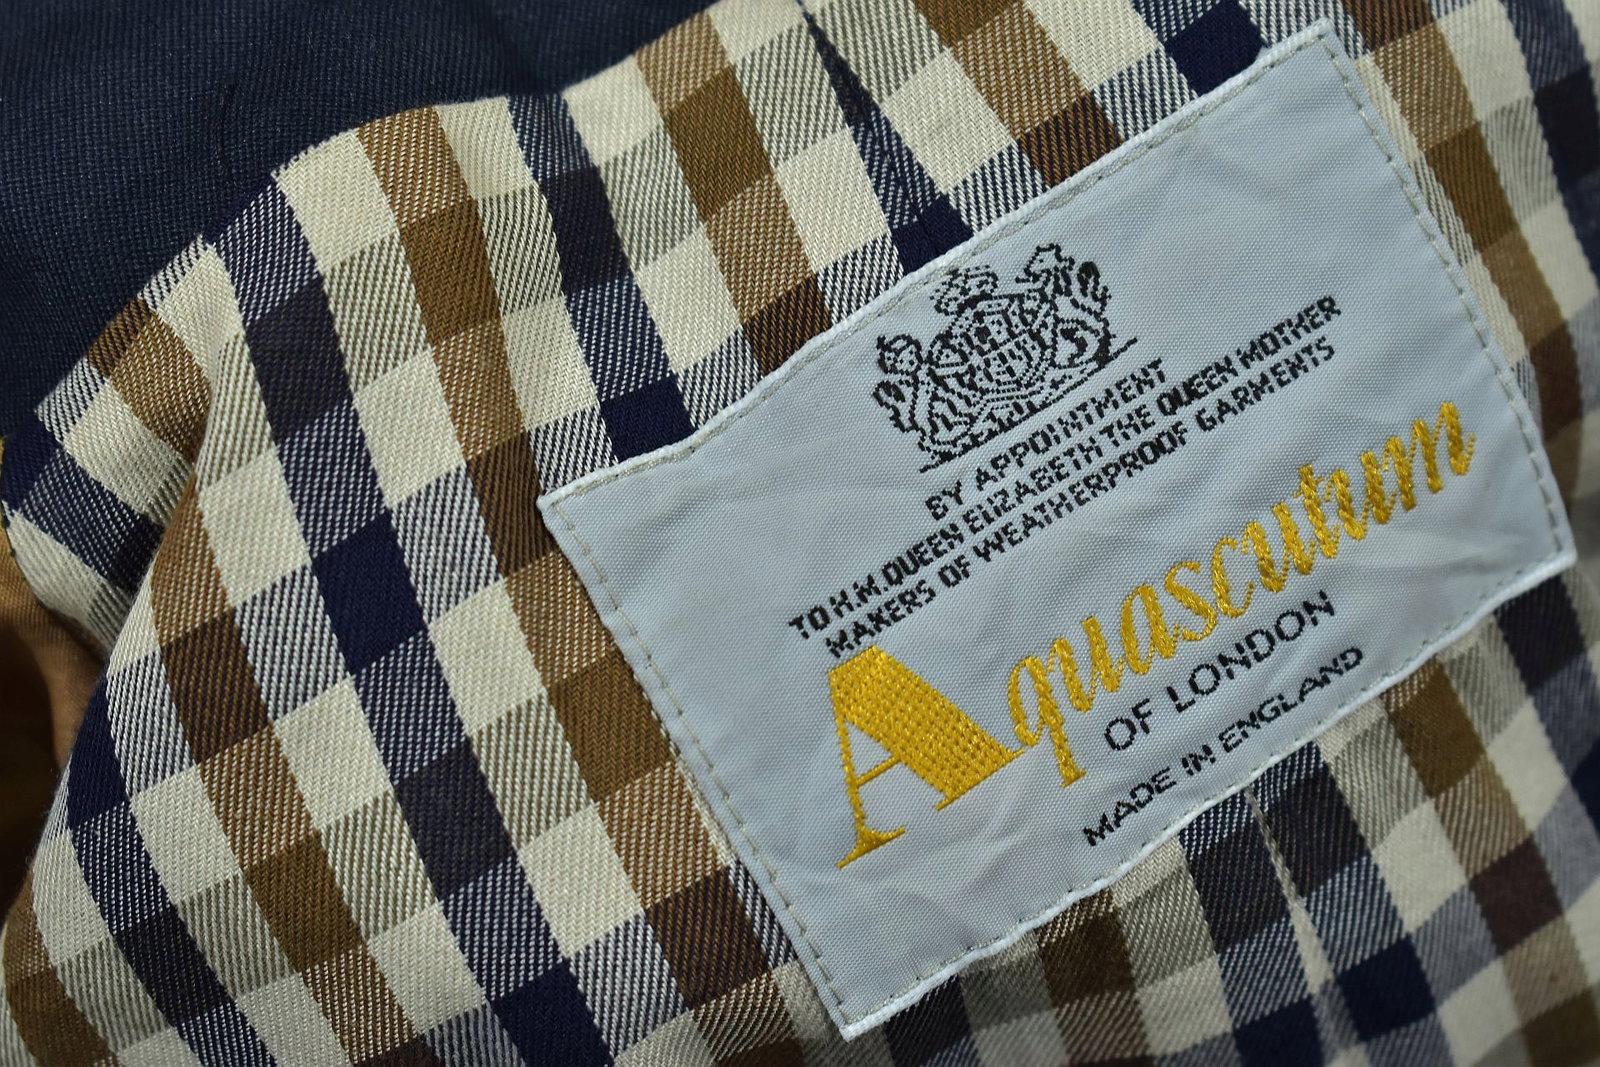 BY APPOINTMENT
TO H.M.QUEEN ELIZABETH THE QUEEN MOTHER
MAKERS OF WEATHERPROOF GARMENTS
Aquascutum
OF LONDON
MADE IN ENGLAND